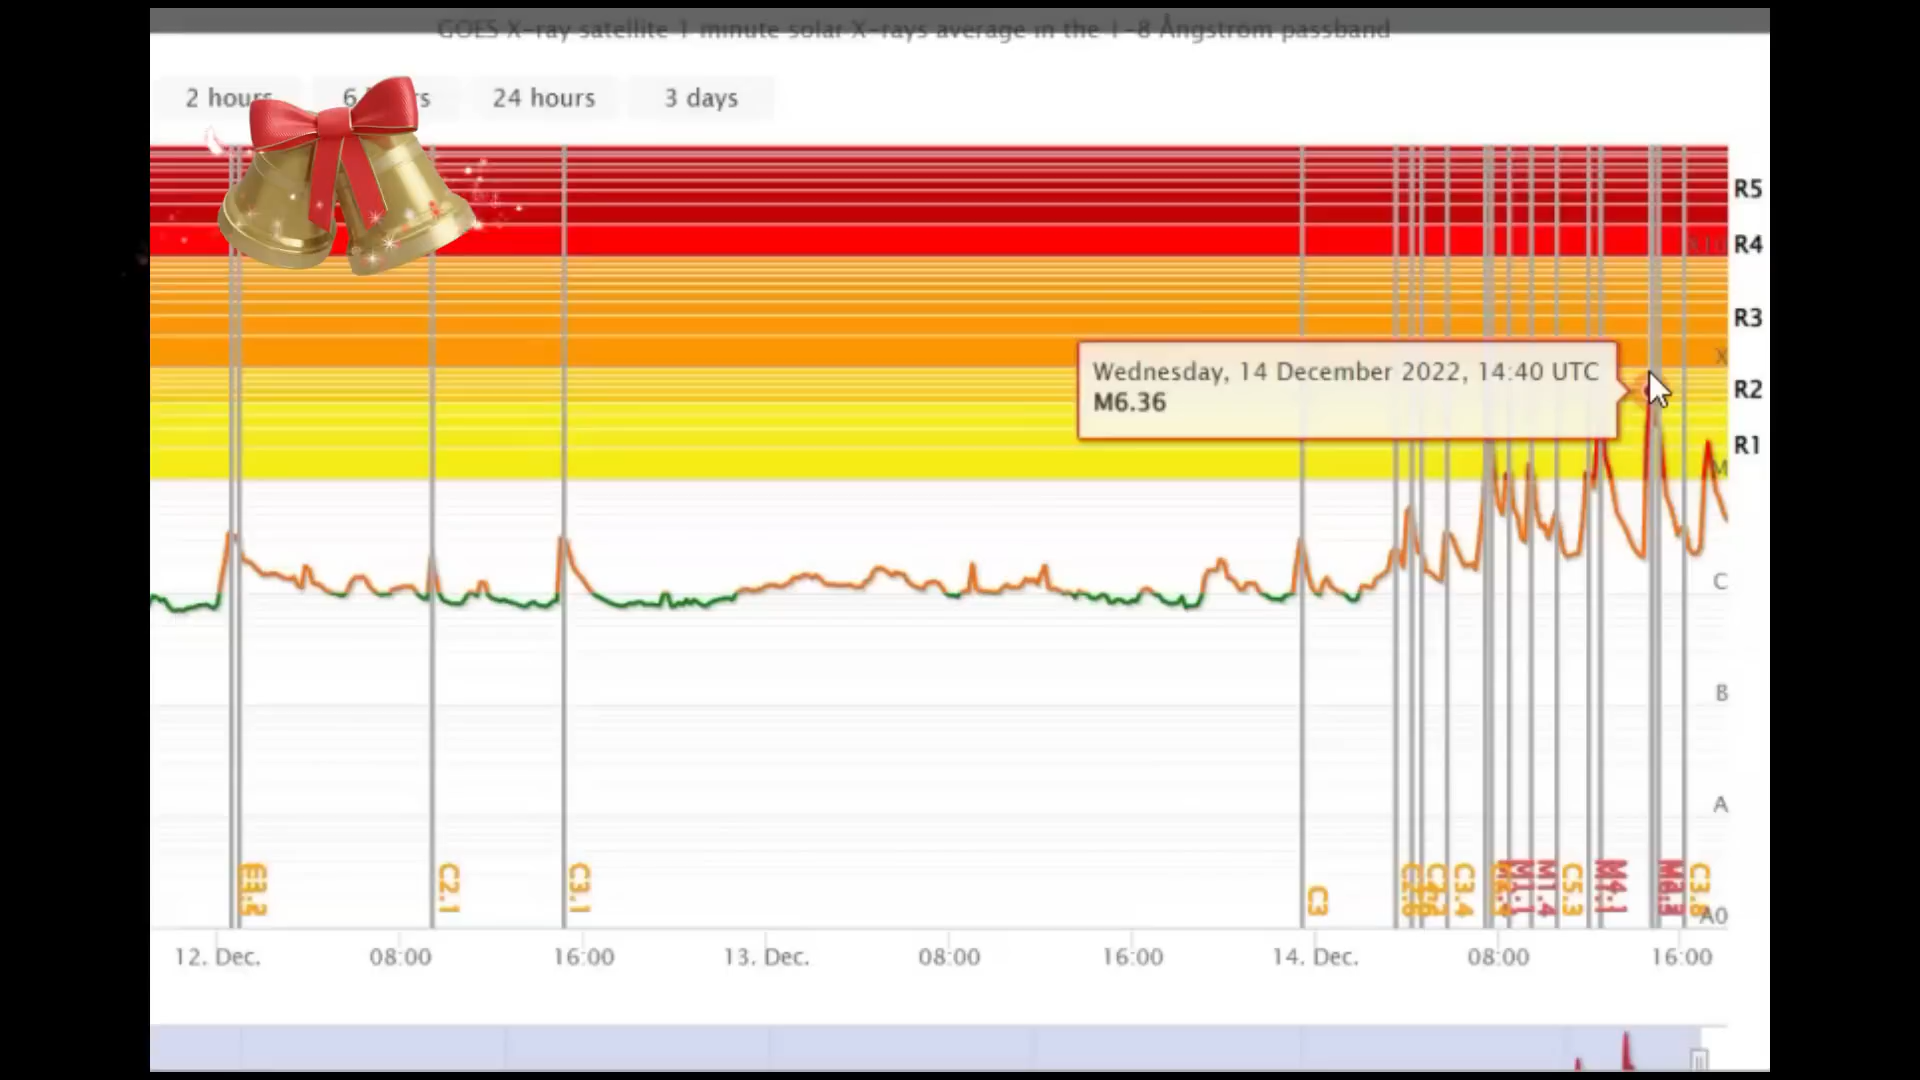 GOES X-ray satellite 1 minute solar X-rays average in the 1-8 Ångstrom passband
2 hours
24 hours
3 days
R5
R4
R3
X
Wednesday, 14 December 2022, 14:40 UTC
M6.36
R2
R1
M
C
B
A
C2.1
C3.1
C3
C3.4
M1.1
M1.4
C5.3
M4.1
A0
12. Dec.
08:00
16:00
13. Dec.
08:00
16:00
14. Dec.
08:00
16:00